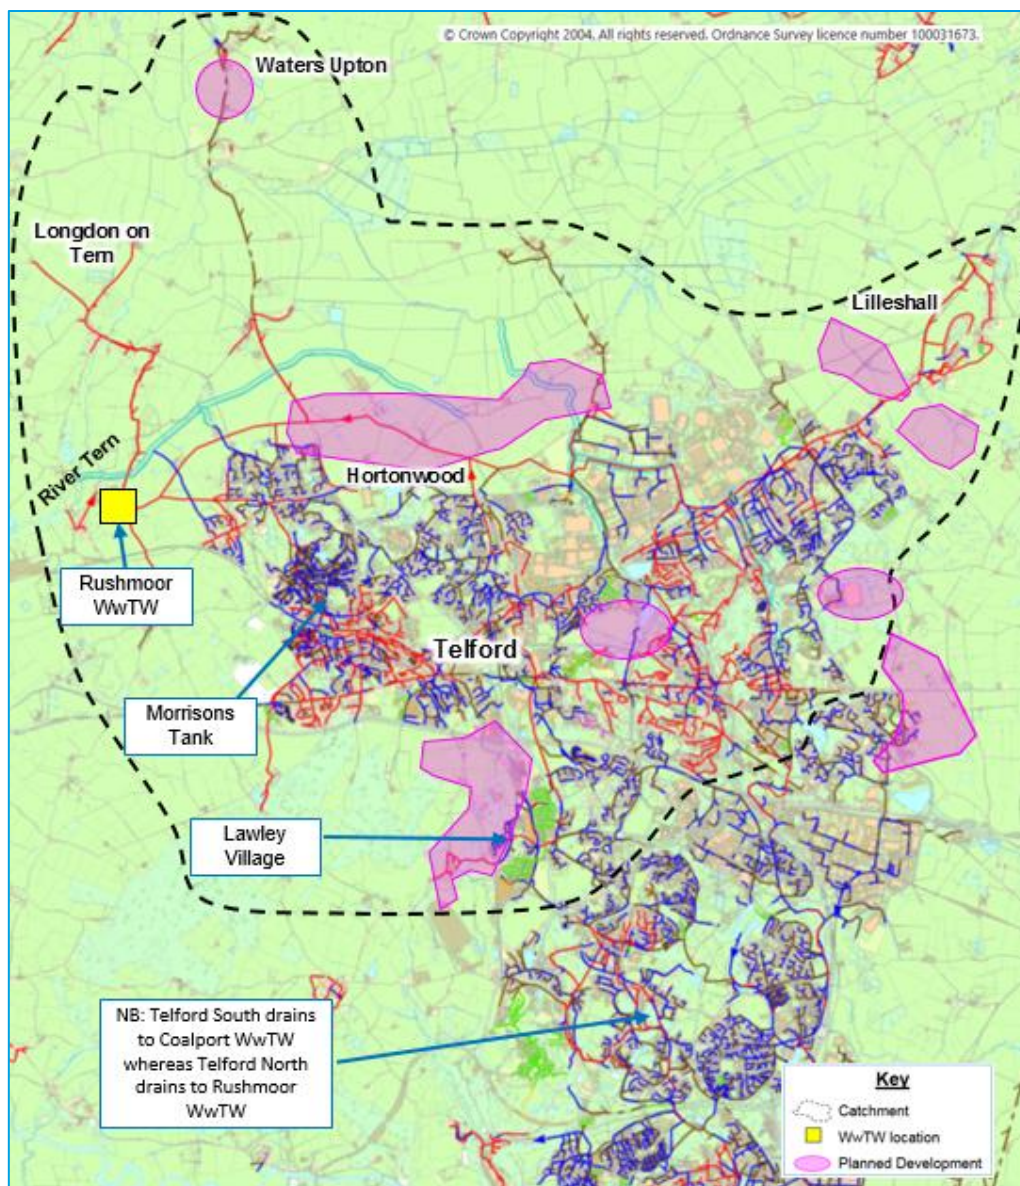 © Crown Copyright 2004. All rights reserved. Ordnance Survey licence number 100031673.
Waters Upton
Longdon on
Tern
Lilleshall
River Tern
Hortonwood
Rushmoor
WwTW
Telford
Morrisons
Tank
Lawley
Village
NB: Telford South drains
to Coalport WwTW
whereas Telford North
drains to Rushmoor
WwTW
Key
Catchment
WwTW location
Planned Development